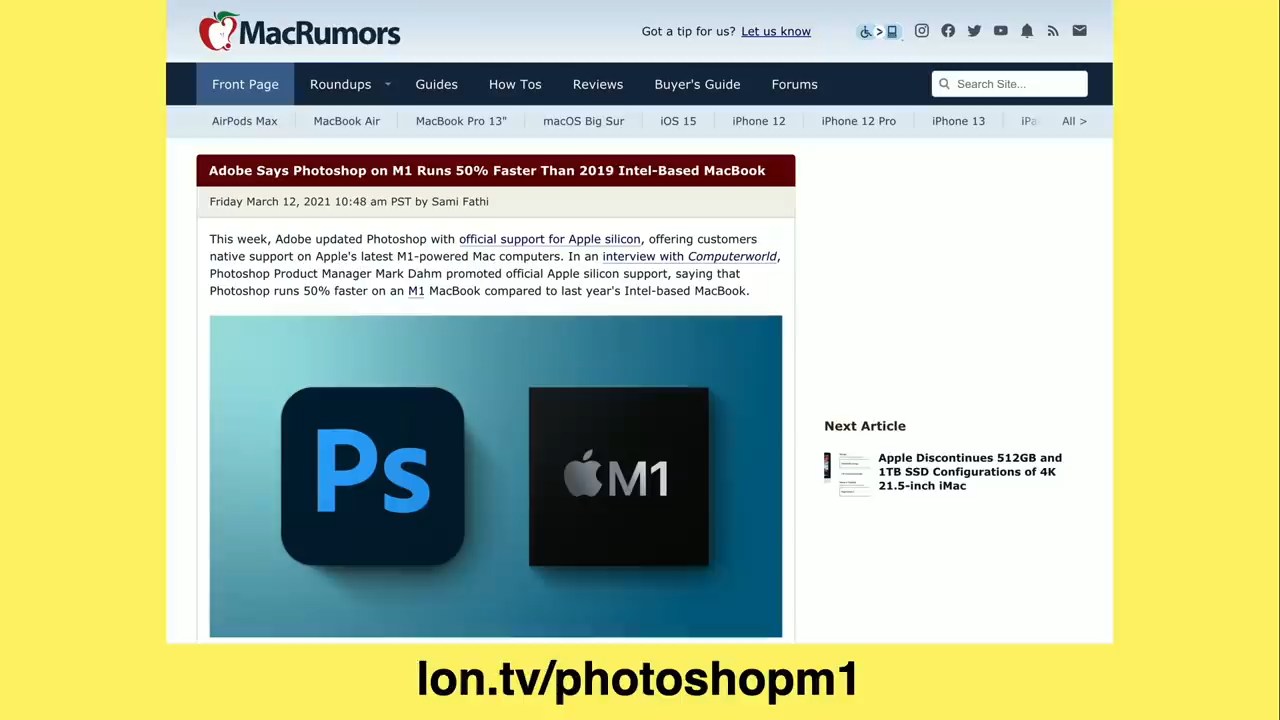 MacRumors
Got a tip for us? Let us know
Front Page Roundups Guides How Tos Reviews Buyer's Guide Forums Search Site...
AirPods Max MacBook Air MacBook Pro 13" macOS Big Sur iOS 15 iPhone 12 iPhone 12 Pro iPhone 13 All >
Adobe Says Photoshop on M1 Runs 50% Faster Than 2019 Intel-Based MacBook
Friday March 12, 2021 10:48 am PST by Sami Fathi
This week, Adobe updated Photoshop with official support for Apple silicon, offering customers
native support on Apple's latest M1-powered Mac computers. In an interview with Computerworld,
Photoshop Product Manager Mark Dahm promoted official Apple silicon support, saying that
Photoshop runs 50% faster on an M1 MacBook compared to last year's Intel-based MacBook.
Ps
M1
Next Article
Apple Discontinues 512GB and
1TB SSD Configurations of 4K
21.5-inch iMac
lon.tv/photoshopm1